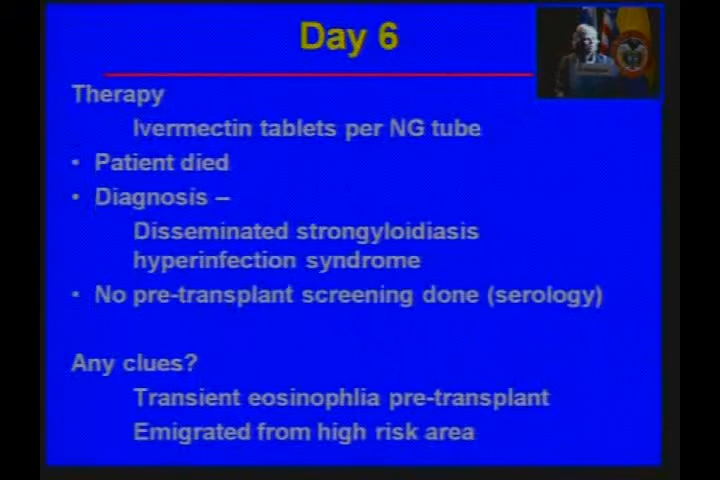 Day 6
Therapy
Ivermectin tablets per NG tube
• Patient died
• Diagnosis –
Disseminated strongyloidiasis
hyperinfection syndrome
• No pre-transplant screening done (serology)
Any clues?
Transient eosinophlia pre-transplant
Emigrated from high risk area